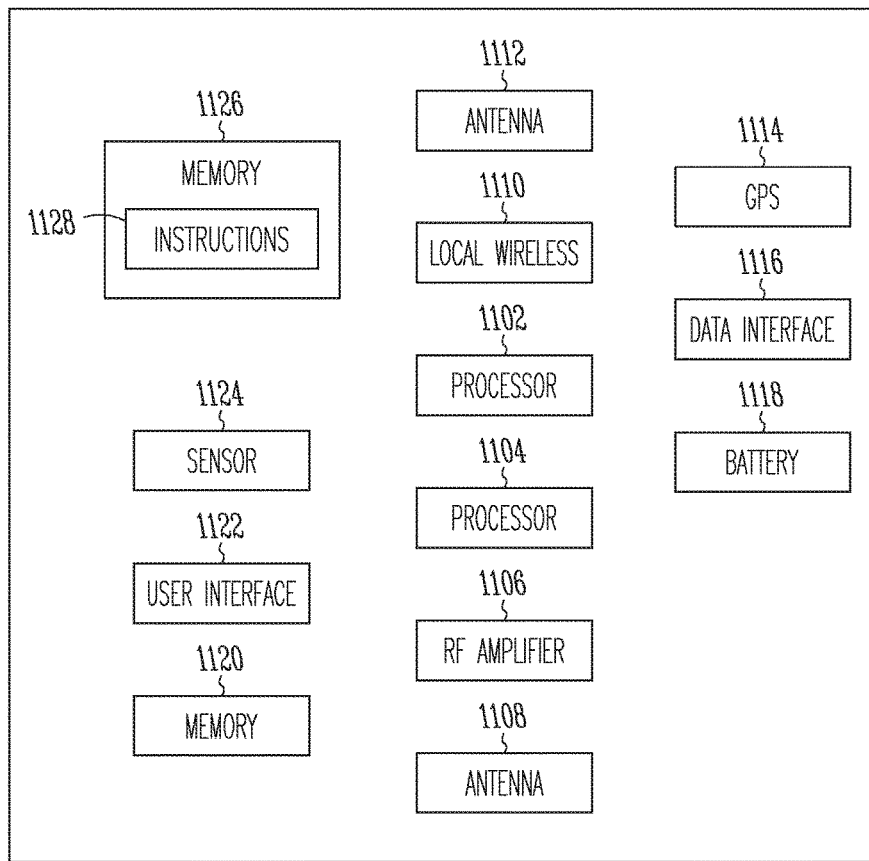 1112
ANTENNA
1126
MEMORY
1128
INSTRUCTIONS
1114
GPS
1110
LOCAL WIRELESS
1116
DATA INTERFACE
1102
PROCESSOR
1124
SENSOR
1118
BATTERY
1104
PROCESSOR
1122
USER INTERFACE
1106
RF AMPLIFIER
1120
MEMORY
1108
ANTENNA